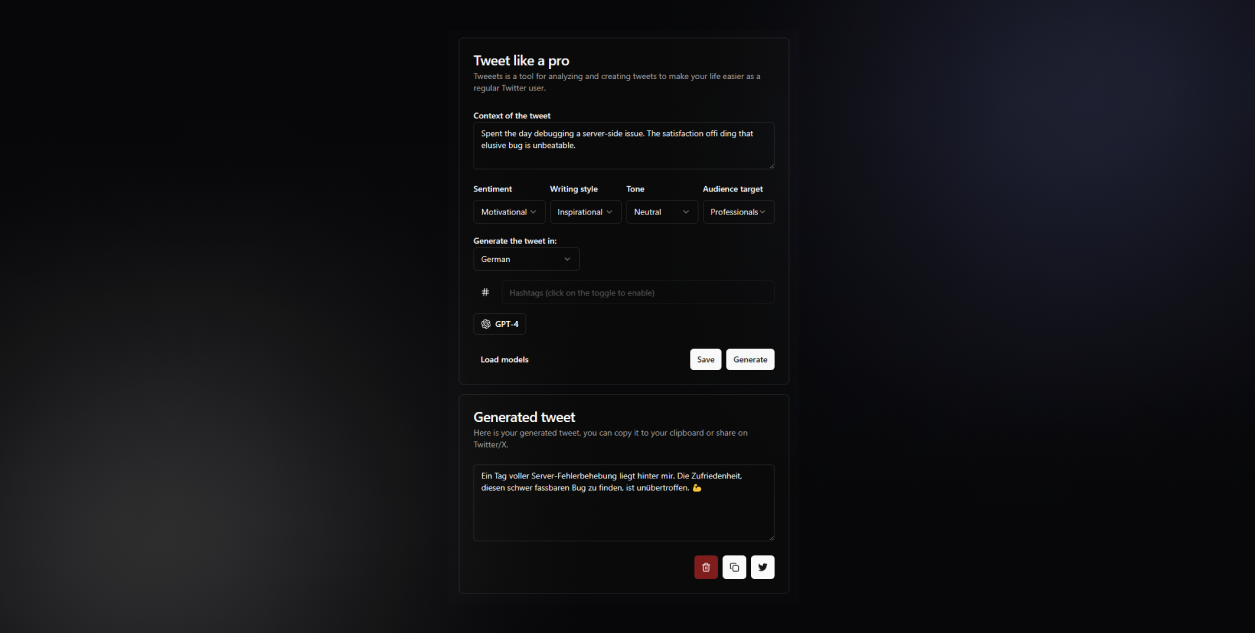 Tweet like a pro
Tweeets is a tool for analyzing and creating tweets to make your life easier as a
regular Twitter user.
Context of the tweet
Spent the day debugging a server-side issue. The satisfaction offi ding that
elusive bug is unbeatable.
Sentiment Writing style Tone Audience target
Motivational Inspirational Neutral Professionals
Generate the tweet in:
German
# Hashtags (click on the toggle to enable)
GPT-4
Load models Save Generate
Generated tweet
Here is your generated tweet, you can copy it to your clipboard or share on
Twitter/X.
Ein Tag voller Server-Fehlerbehebung liegt hinter mir. Die Zufriedenheit,
diesen schwer fassbaren Bug zu finden, ist unübertroffen. 💪